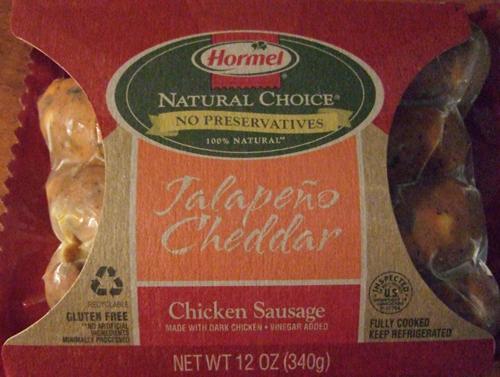 Hormel
NATURAL CHOICE®
NO PRESERVATIVES
100% NATURAL**
Jalapeño
Cheddar
RECYCLABLE
GLUTEN FREE
**NO ARTIFICIAL
INGREDIENTS
MINIMALLY PROCESSED
Chicken Sausage
MADE WITH DARK CHICKEN • VINEGAR ADDED
INSPECTED
U.S.
FULLY COOKED
KEEP REFRIGERATED
NET WT 12 OZ (340g)